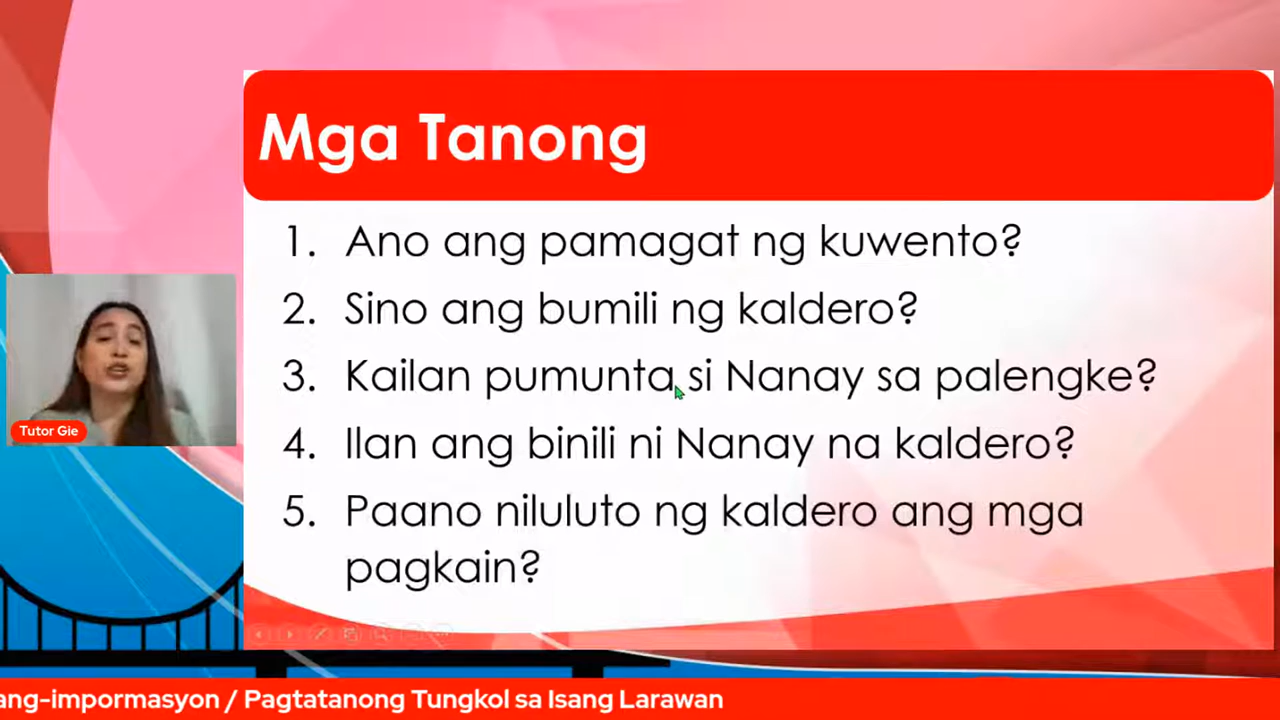 Mga Tanong
1. Ano ang pamagat ng kuwento?
2. Sino ang bumili ng kaldero?
3. Kailan pumunta si Nanay sa palengke?
4. Ilan ang binili ni Nanay na kaldero?
5. Paano niluluto ng kaldero ang mga
pagkain?
Tutor Gie
ang-impormasyon / Pagtatanong Tungkol sa Isang Larawan